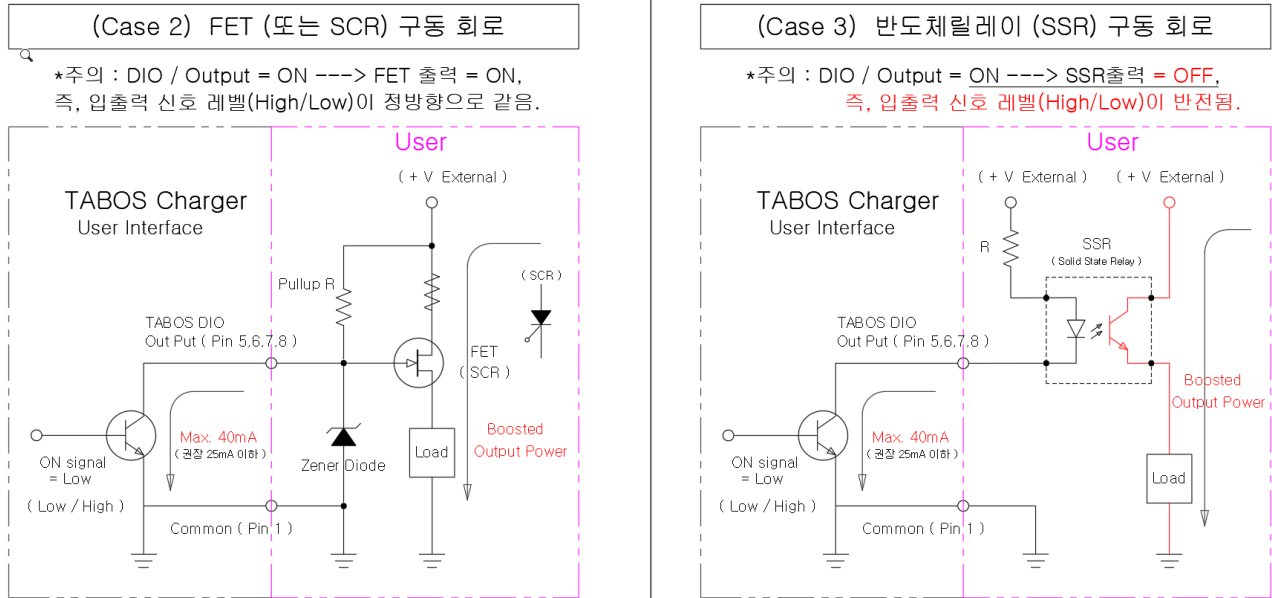 (Case 2) FET (또는 SCR) 구동 회로
*주의 : DIO / Output = ON ---> FET 출력 = ON,
즉, 입출력 신호 레벨(High/Low)이 정방향으로 같음.
User
( + V External )
TABOS Charger
User Interface
Pullup R
( SCR )
TABOS DIO
Out Put ( Pin 5,6,7,8 )
FET
( SCR )
Max. 40mA
( 권장 25mA 이하 )
Zener Diode
Load
Boosted
Output Power
ON signal
= Low
( Low / High )
Common ( Pin 1 )
(Case 3) 반도체릴레이 (SSR) 구동 회로
*주의 : DIO / Output = ON ---> SSR출력 = OFF,
즉, 입출력 신호 레벨(High/Low)이 반전됨.
User
( + V External )
( + V External )
TABOS Charger
User Interface
R
SSR
( Solid State Relay )
TABOS DIO
Out Put ( Pin 5,6,7,8 )
Boosted
Output Power
Max. 40mA
( 권장 25mA 이하 )
ON signal
= Low
( Low / High )
Load
Common ( Pin 1 )